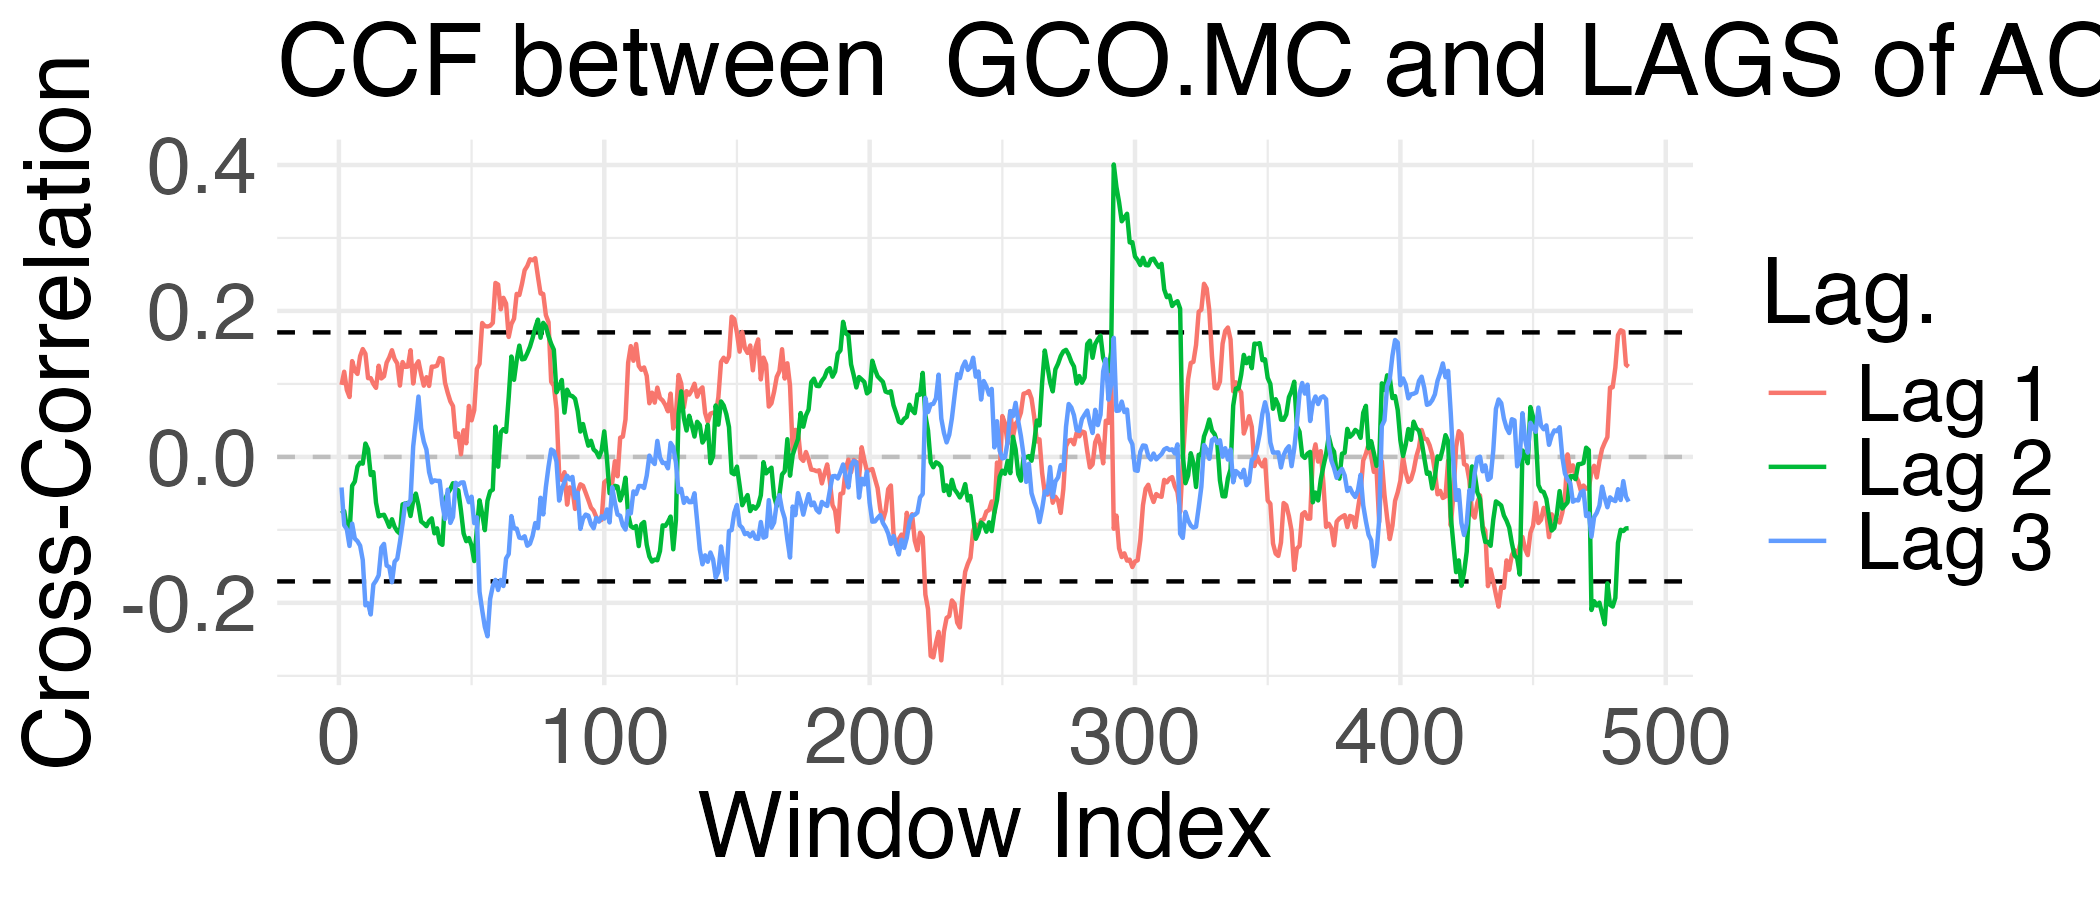 CCF between  GCO.MC and LAGS of AC
Cross-Correlation
0.4
0.2
0.0
-0.2
0 100 200 300 400 500
Window Index
Lag.
Lag 1
Lag 2
Lag 3